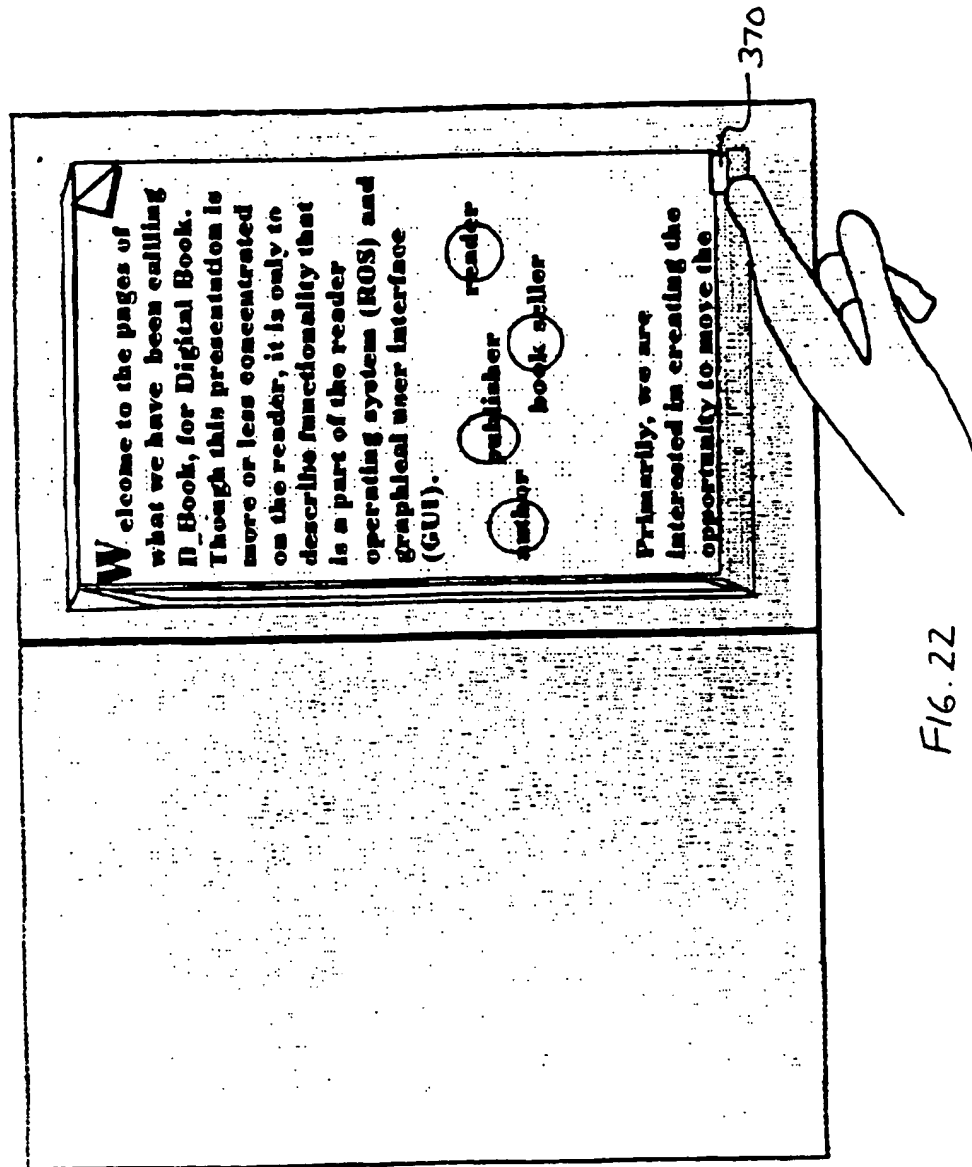 Welcome to the pages of
what we have been callling
D_Book, for Digital Book.
Though this presentation is
more or less concentrated
on the reader, it is only to
describe functionality that
is a part of the reader
operating system (ROS) and
graphical user interface
(GUI).
author publisher book seller reader
Primarily, we are
interested in creating the
opportunity to move the
370
FIG. 22